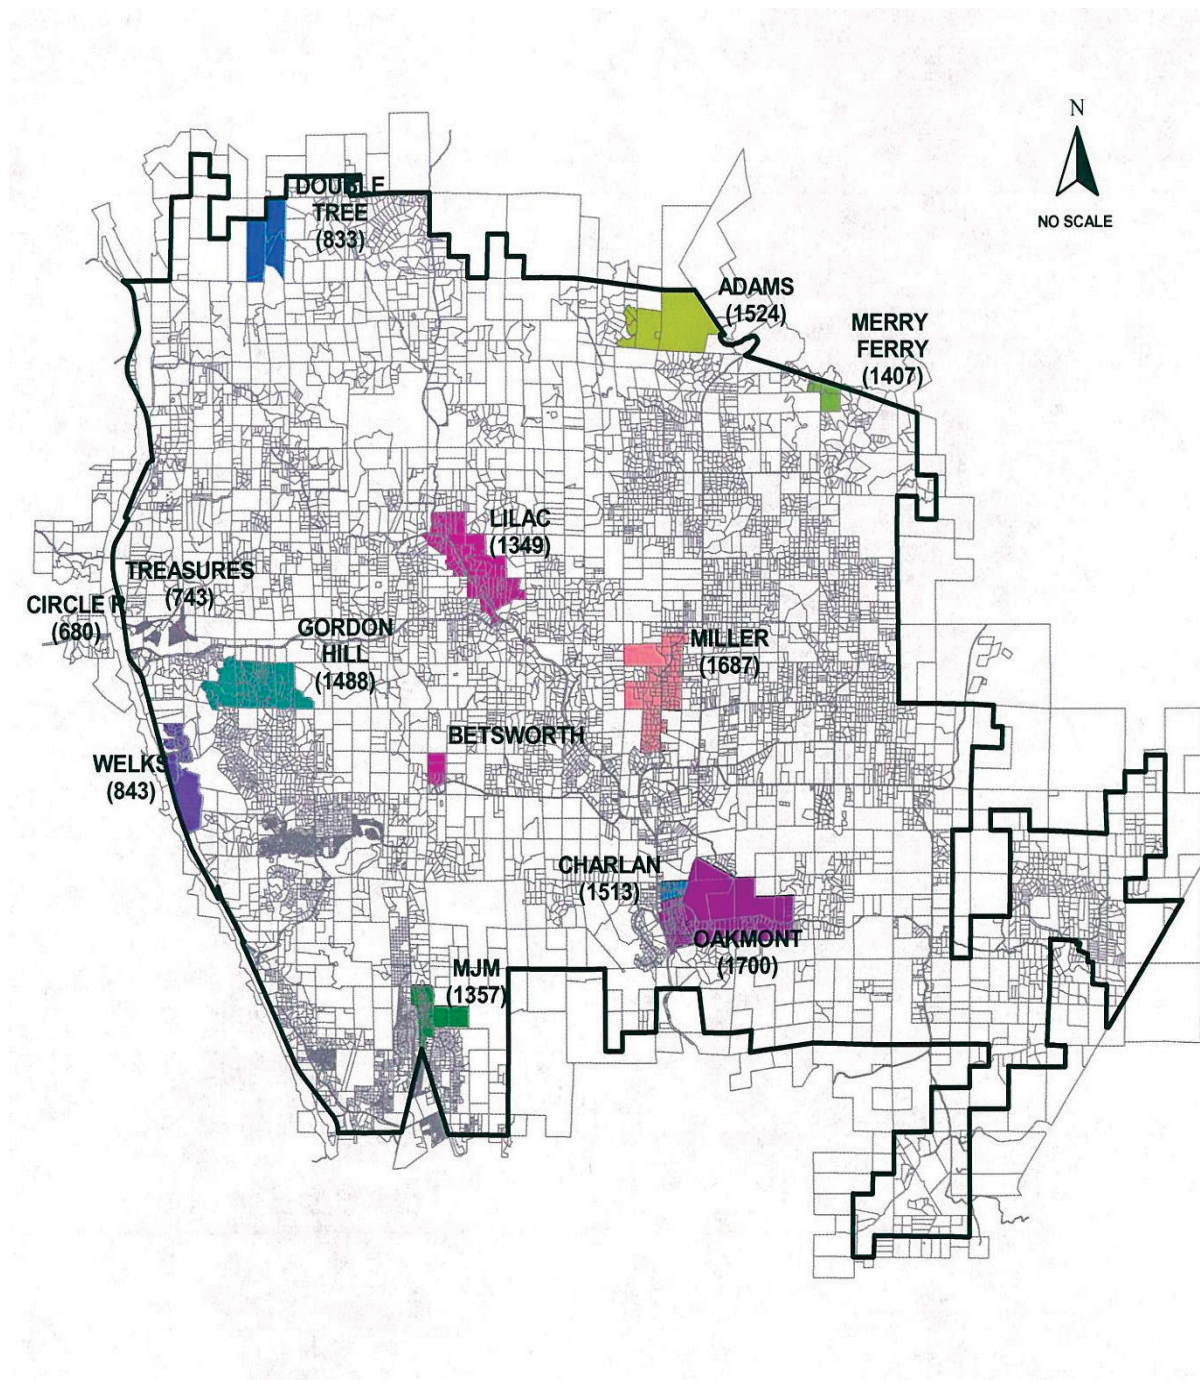 N
NO SCALE
DOUBLE
TREE
(833)
ADAMS
(1524)
MERRY
FERRY
(1407)
LILAC
(1349)
TREASURES
(743)
CIRCLE R
(680)
GORDON
HILL
(1488)
MILLER
(1687)
BETSWORTH
WELKS
(843)
CHARLAN
(1513)
OAKMONT
(1700)
MJM
(1357)